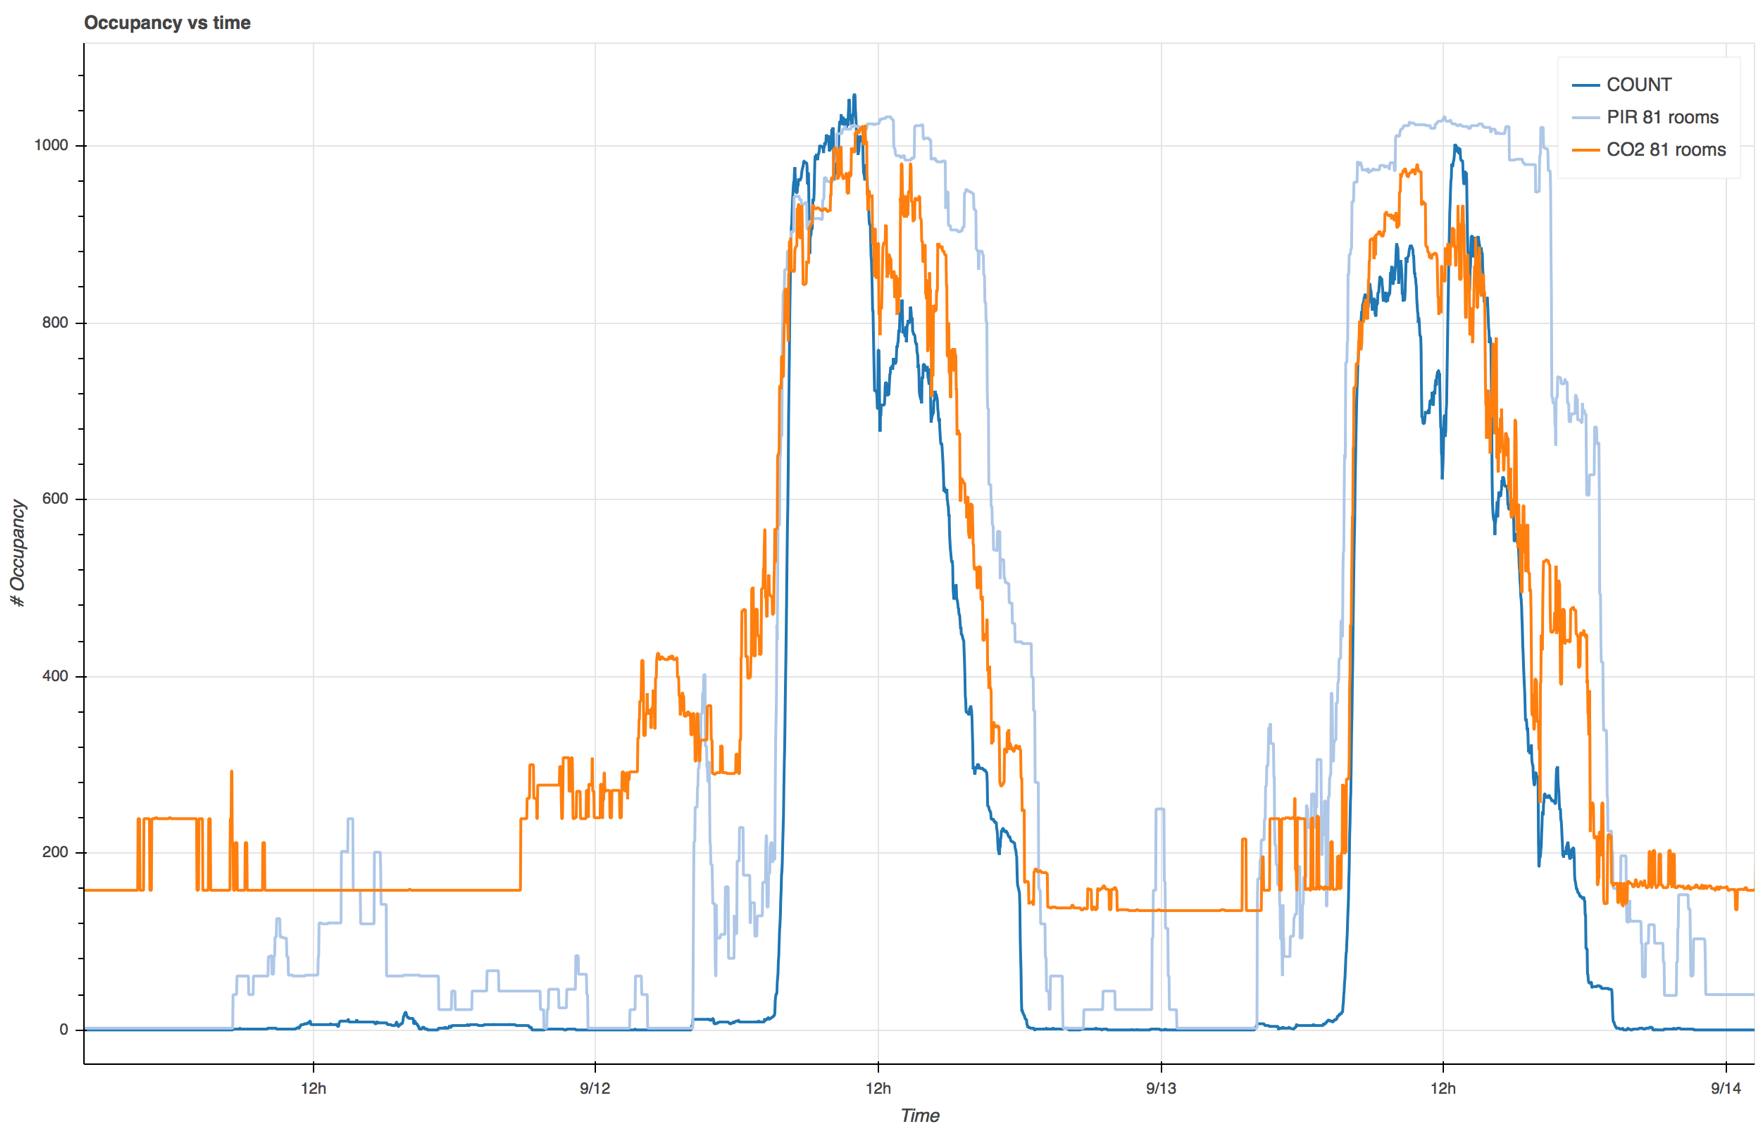 Occupancy vs time
COUNT
PIR 81 rooms
CO2 81 rooms
1000
800
600
400
200
0
# Occupancy
12h
9/12
12h
9/13
12h
9/14
Time